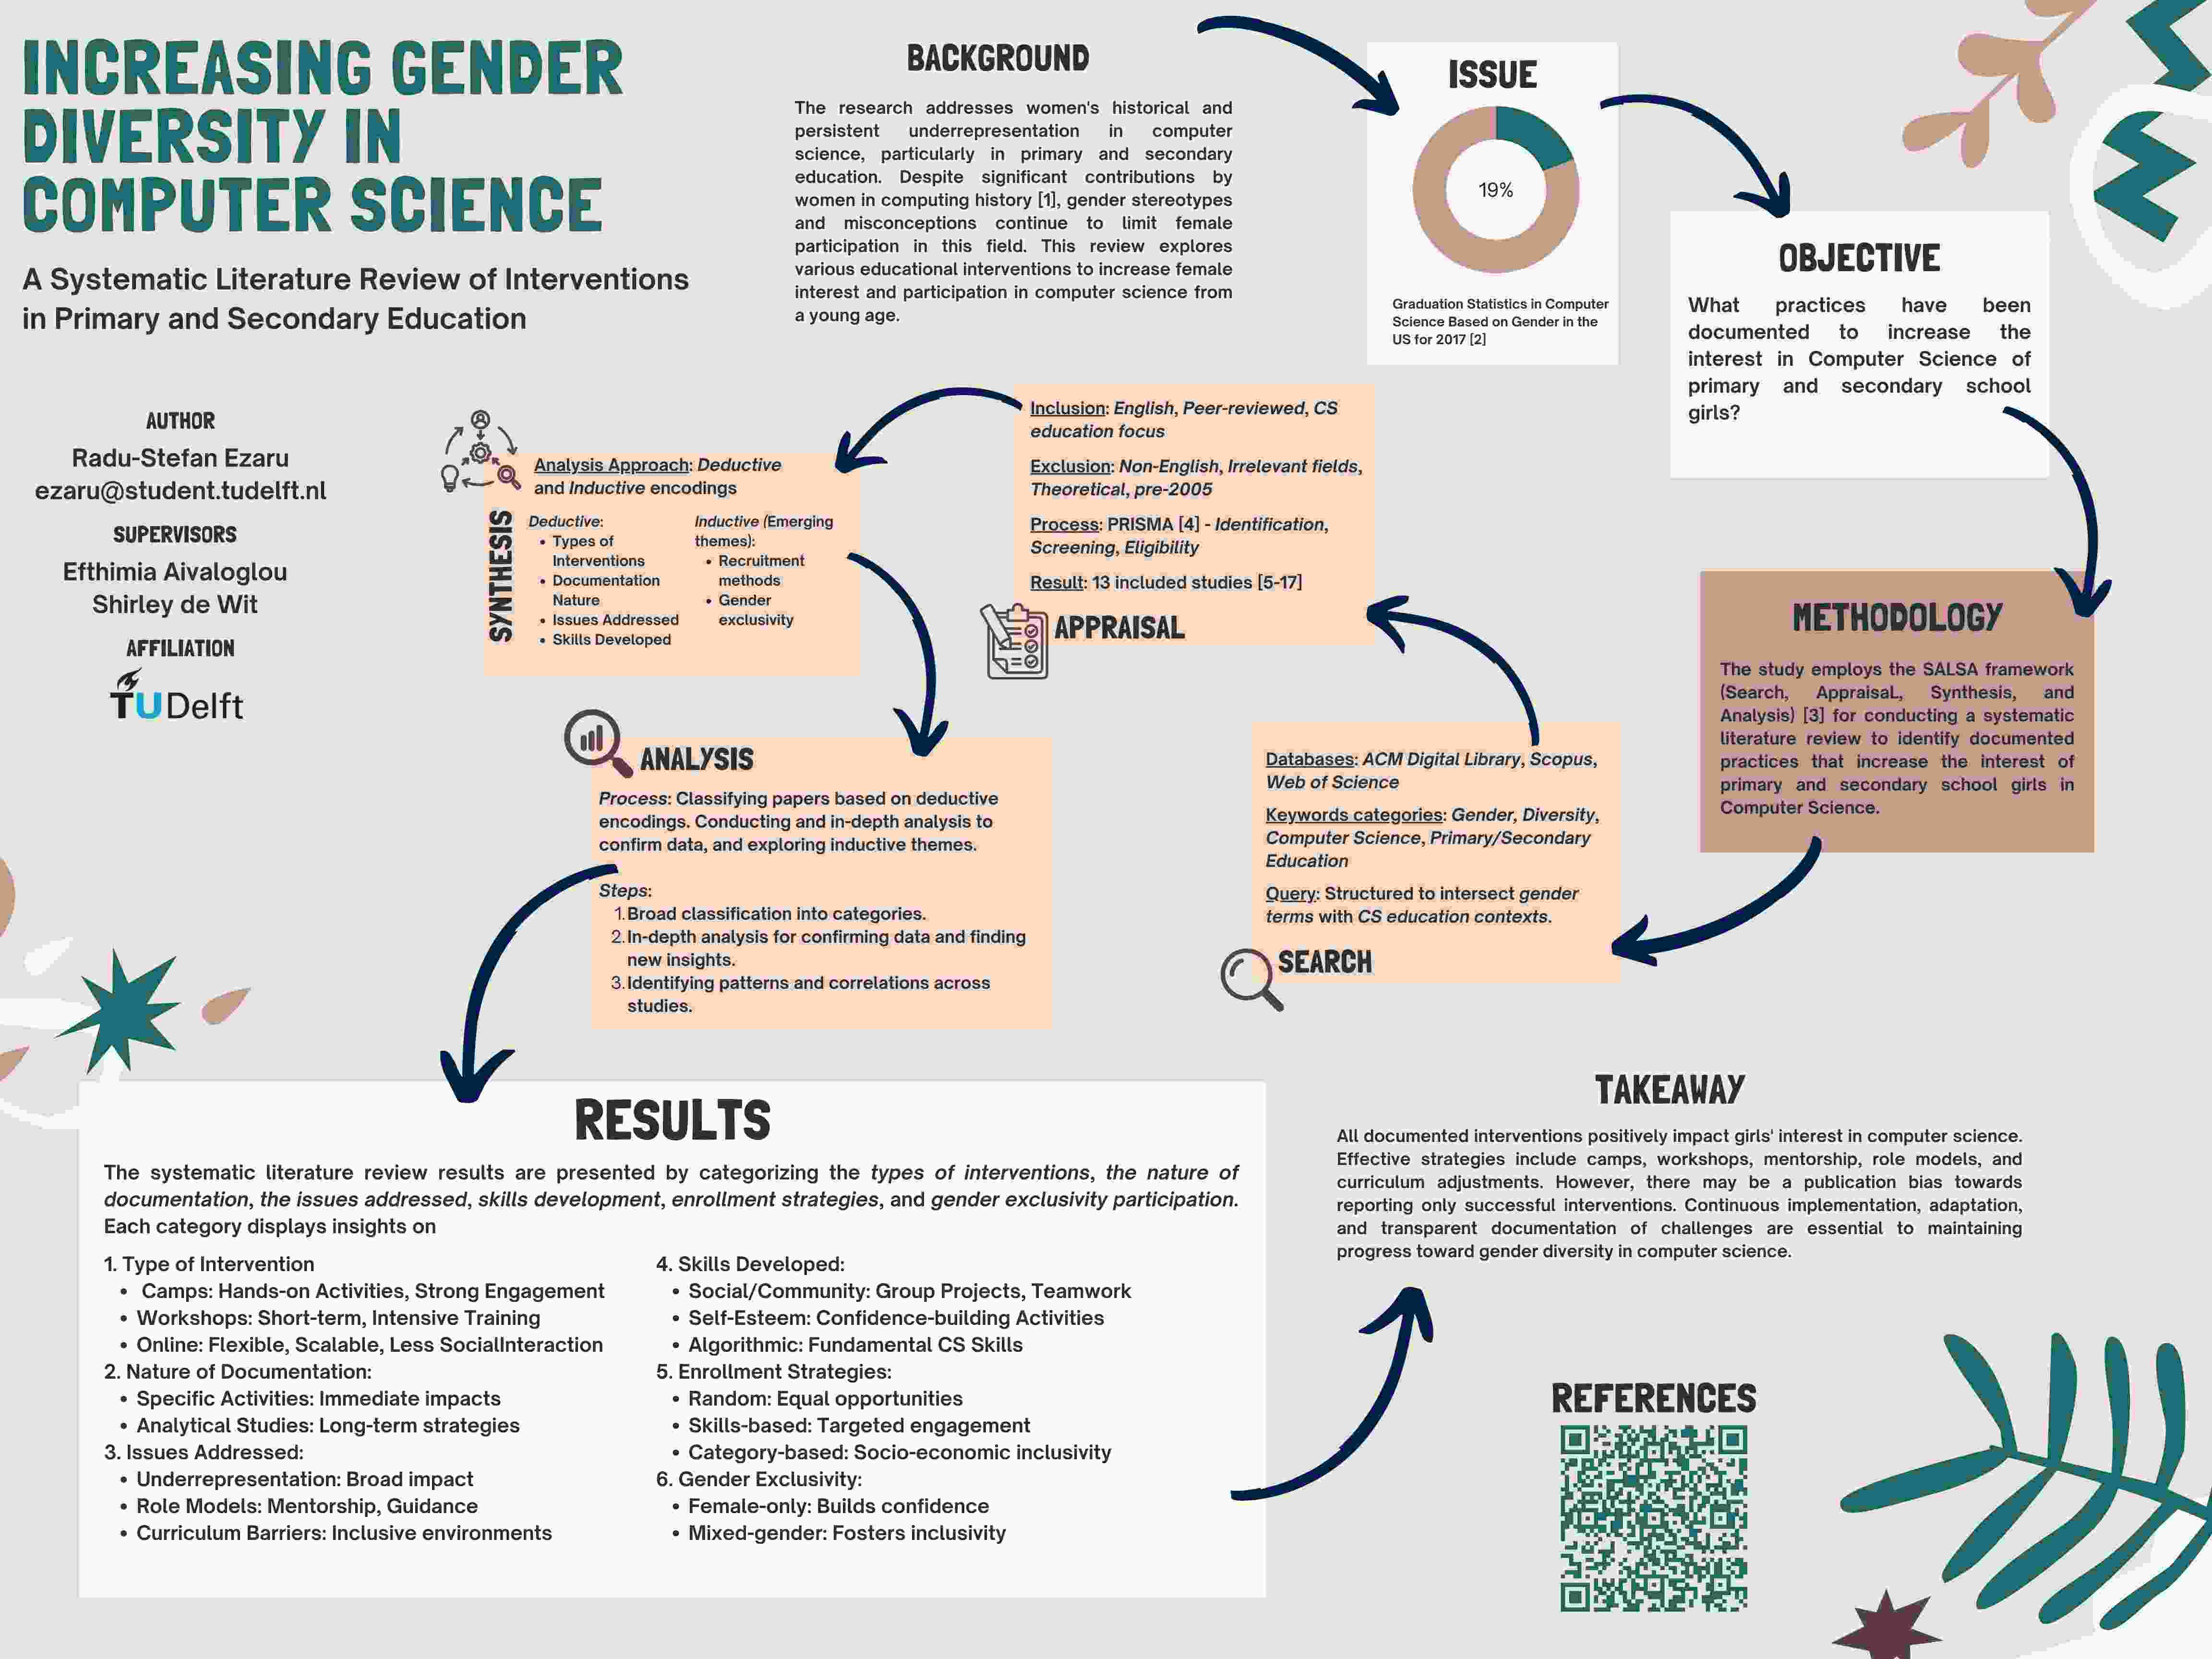 INCREASING GENDER
DIVERSITY IN
COMPUTER SCIENCE
A Systematic Literature Review of Interventions
in Primary and Secondary Education
AUTHOR
Radu-Stefan Ezaru
ezaru@student.tudelft.nl
SUPERVISORS
Efthimia Aivaloglou
Shirley de Wit
AFFILIATION
TUDelft
BACKGROUND
The research addresses women's historical and
persistent underrepresentation in computer
science, particularly in primary and secondary
education. Despite significant contributions by
women in computing history [1], gender stereotypes
and misconceptions continue to limit female
participation in this field. This review explores
various educational interventions to increase female
interest and participation in computer science from
a young age.
ISSUE
19%
Graduation Statistics in Computer
Science Based on Gender in the
US for 2017 [2]
OBJECTIVE
What practices have been
documented to increase the
interest in Computer Science of
primary and secondary school
girls?
METHODOLOGY
The study employs the SALSA framework
(Search, AppraisaL, Synthesis, and
Analysis) [3] for conducting a systematic
literature review to identify documented
practices that increase the interest of
primary and secondary school girls in
Computer Science.
Databases: ACM Digital Library, Scopus,
Web of Science
Keywords categories: Gender, Diversity,
Computer Science, Primary/Secondary
Education
Query: Structured to intersect gender
terms with CS education contexts.
SEARCH
Inclusion: English, Peer-reviewed, CS
education focus
Exclusion: Non-English, Irrelevant fields,
Theoretical, pre-2005
Process: PRISMA [4] - Identification,
Screening, Eligibility
Result: 13 included studies [5-17]
APPRAISAL
SYNTHESIS
Analysis Approach: Deductive
and Inductive encodings
Deductive:
• Types of
Interventions
• Documentation
Nature
• Issues Addressed
• Skills Developed
Inductive (Emerging
themes):
• Recruitment
methods
• Gender
exclusivity
ANALYSIS
Process: Classifying papers based on deductive
encodings. Conducting and in-depth analysis to
confirm data, and exploring inductive themes.
Steps:
1. Broad classification into categories.
2. In-depth analysis for confirming data and finding
new insights.
3. Identifying patterns and correlations across
studies.
RESULTS
The systematic literature review results are presented by categorizing the types of interventions, the nature of
documentation, the issues addressed, skills development, enrollment strategies, and gender exclusivity participation.
Each category displays insights on
1. Type of Intervention
• Camps: Hands-on Activities, Strong Engagement
• Workshops: Short-term, Intensive Training
• Online: Flexible, Scalable, Less SocialInteraction
2. Nature of Documentation:
• Specific Activities: Immediate impacts
• Analytical Studies: Long-term strategies
3. Issues Addressed:
• Underrepresentation: Broad impact
• Role Models: Mentorship, Guidance
• Curriculum Barriers: Inclusive environments
4. Skills Developed:
• Social/Community: Group Projects, Teamwork
• Self-Esteem: Confidence-building Activities
• Algorithmic: Fundamental CS Skills
5. Enrollment Strategies:
• Random: Equal opportunities
• Skills-based: Targeted engagement
• Category-based: Socio-economic inclusivity
6. Gender Exclusivity:
• Female-only: Builds confidence
• Mixed-gender: Fosters inclusivity
TAKEAWAY
All documented interventions positively impact girls' interest in computer science.
Effective strategies include camps, workshops, mentorship, role models, and
curriculum adjustments. However, there may be a publication bias towards
reporting only successful interventions. Continuous implementation, adaptation,
and transparent documentation of challenges are essential to maintaining
progress toward gender diversity in computer science.
REFERENCES